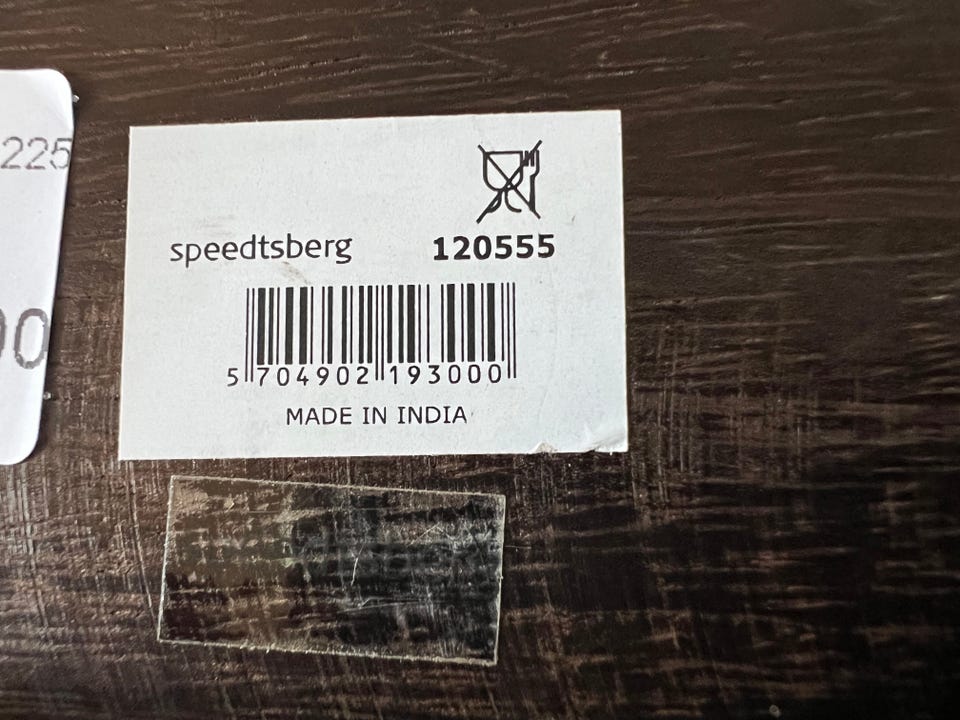 225
speedtsberg 120555
5 704902 193000
MADE IN INDIA